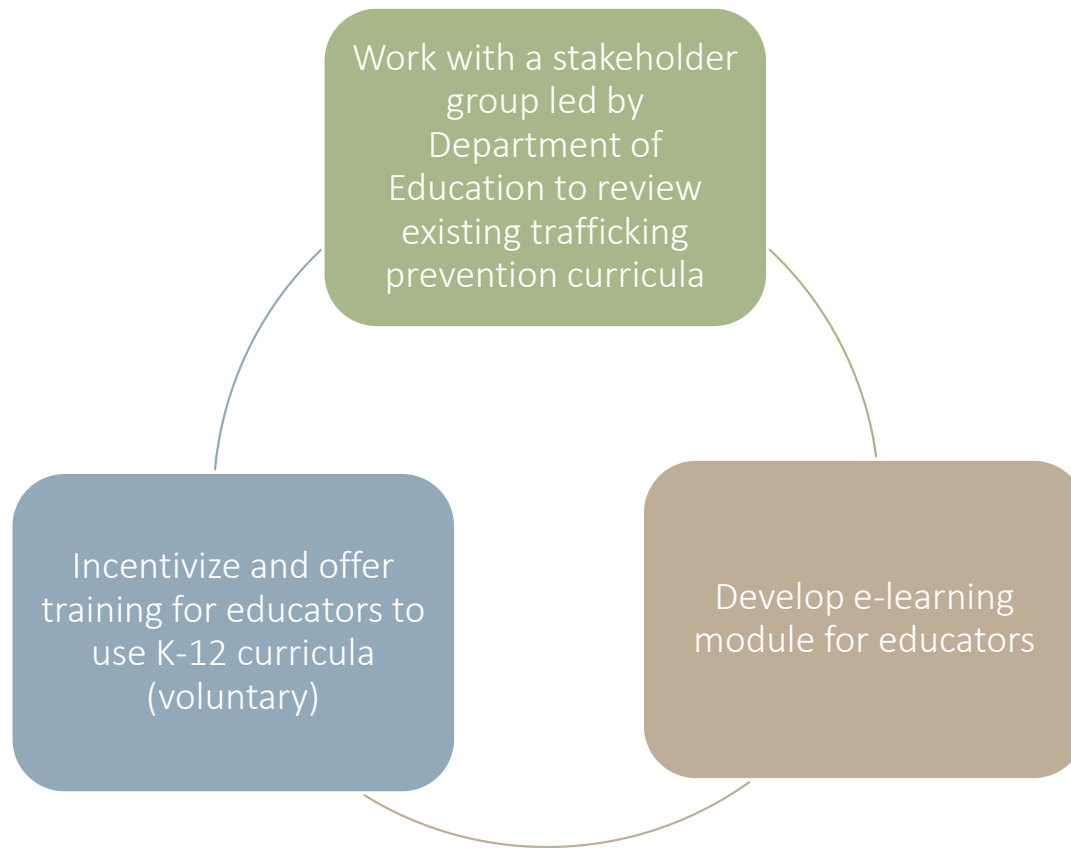 Work with a stakeholder
group led by
Department of
Education to review
existing trafficking
prevention curricula
Incentivize and offer
training for educators to
use K-12 curricula
(voluntary)
Develop e-learning
module for educators